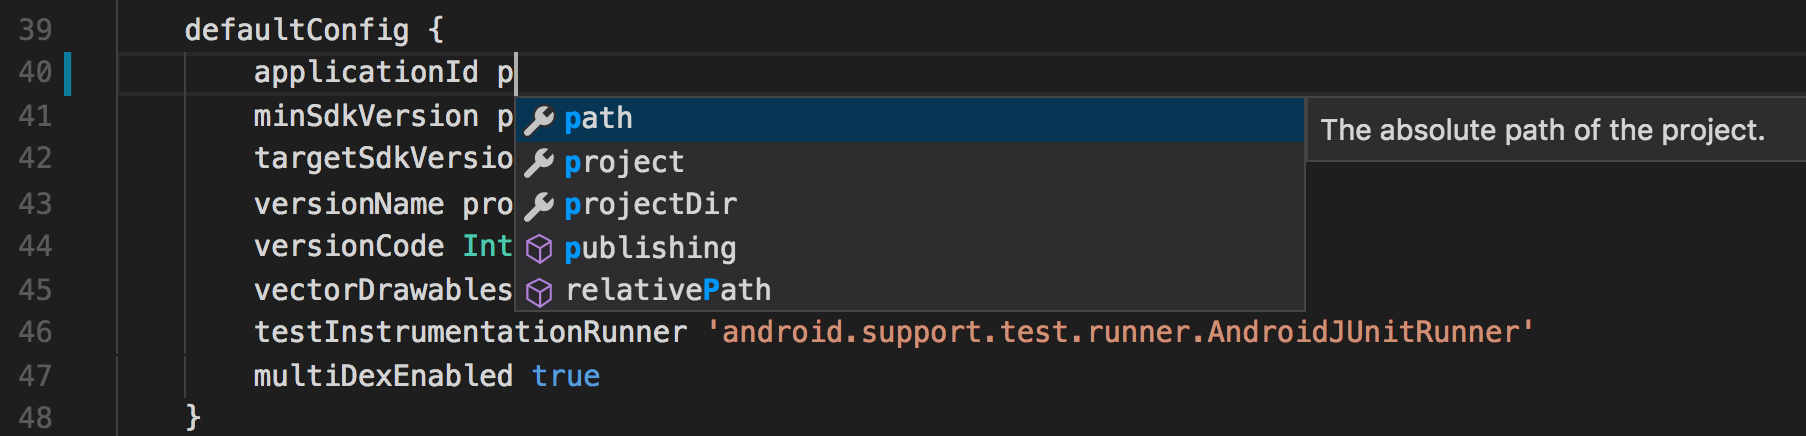 39 defaultConfig {
40 applicationId p
41 minSdkVersion p
path
The absolute path of the project.
42 targetSdkVersio
project
43 versionName pro
projectDir
44 versionCode Int
publishing
45 vectorDrawables
relativePath
46 testInstrumentationRunner 'android.support.test.runner.AndroidJUnitRunner'
47 multiDexEnabled true
48 }